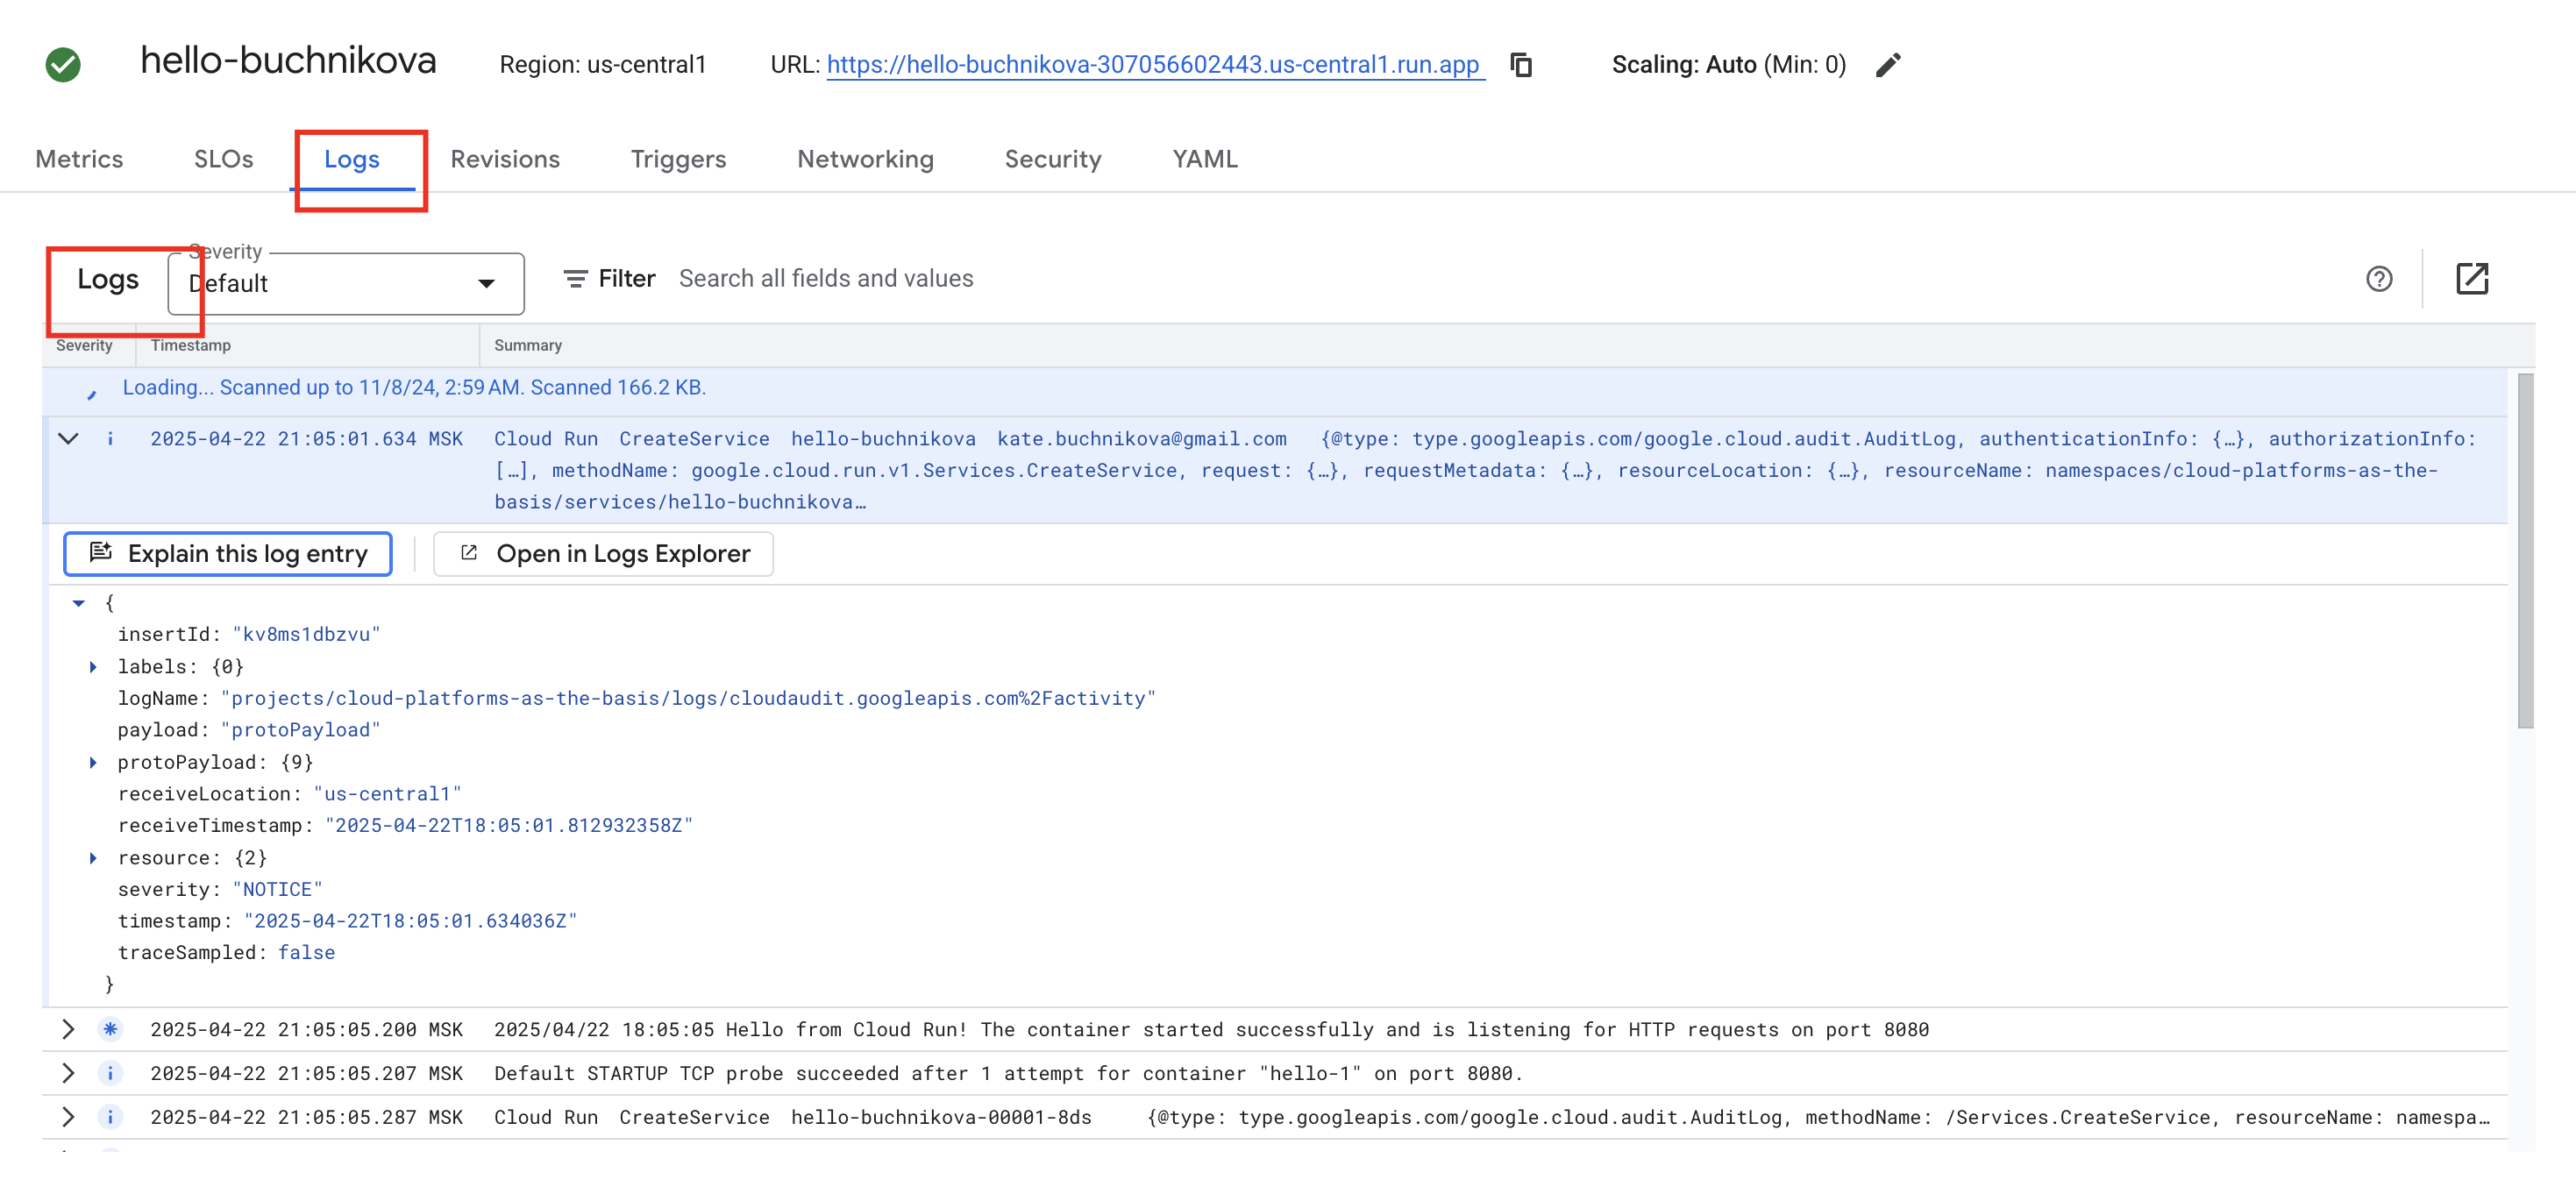 hello-buchnikova Region: us-central1 URL: https://hello-buchnikova-307056602443.us-central1.run.app Scaling: Auto (Min: 0)
Metrics SLOs Logs Revisions Triggers Networking Security YAML
Severity
Logs Default Filter Search all fields and values
Severity Timestamp Summary
Loading... Scanned up to 11/8/24, 2:59 AM. Scanned 166.2 KB.
i 2025-04-22 21:05:01.634 MSK Cloud Run CreateService hello-buchnikova kate.buchnikova@gmail.com {@type: type.googleapis.com/google.cloud.audit.AuditLog, authenticationInfo: {…}, authorizationInfo:
[…], methodName: google.cloud.run.v1.Services.CreateService, request: {…}, requestMetadata: {…}, resourceLocation: {…}, resourceName: namespaces/cloud-platforms-as-the-
basis/services/hello-buchnikova…
Explain this log entry Open in Logs Explorer
{
insertId: "kv8ms1dbzvu"
labels: {0}
logName: "projects/cloud-platforms-as-the-basis/logs/cloudaudit.googleapis.com%2Factivity"
payload: "protoPayload"
protoPayload: {9}
receiveLocation: "us-central1"
receiveTimestamp: "2025-04-22T18:05:01.812932358Z"
resource: {2}
severity: "NOTICE"
timestamp: "2025-04-22T18:05:01.634036Z"
traceSampled: false
}
2025-04-22 21:05:05.200 MSK 2025/04/22 18:05:05 Hello from Cloud Run! The container started successfully and is listening for HTTP requests on port 8080
i 2025-04-22 21:05:05.207 MSK Default STARTUP TCP probe succeeded after 1 attempt for container "hello-1" on port 8080.
i 2025-04-22 21:05:05.287 MSK Cloud Run CreateService hello-buchnikova-00001-8ds {@type: type.googleapis.com/google.cloud.audit.AuditLog, methodName: /Services.CreateService, resourceName: namespa…